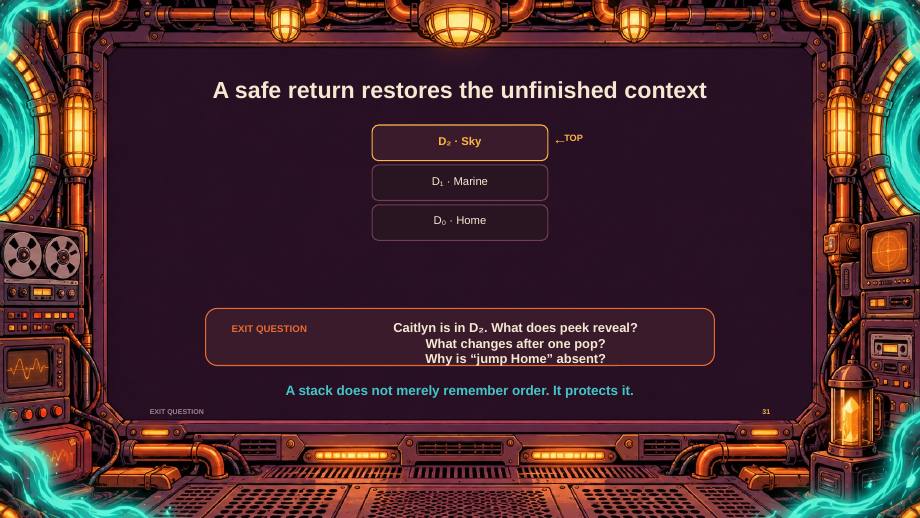 A safe return restores the unfinished context
D₂ · Sky
←TOP
D₁ · Marine
D₀ · Home
EXIT QUESTION
Caitlyn is in D₂. What does peek reveal?
What changes after one pop?
Why is “jump Home” absent?
A stack does not merely remember order. It protects it.
EXIT QUESTION
31